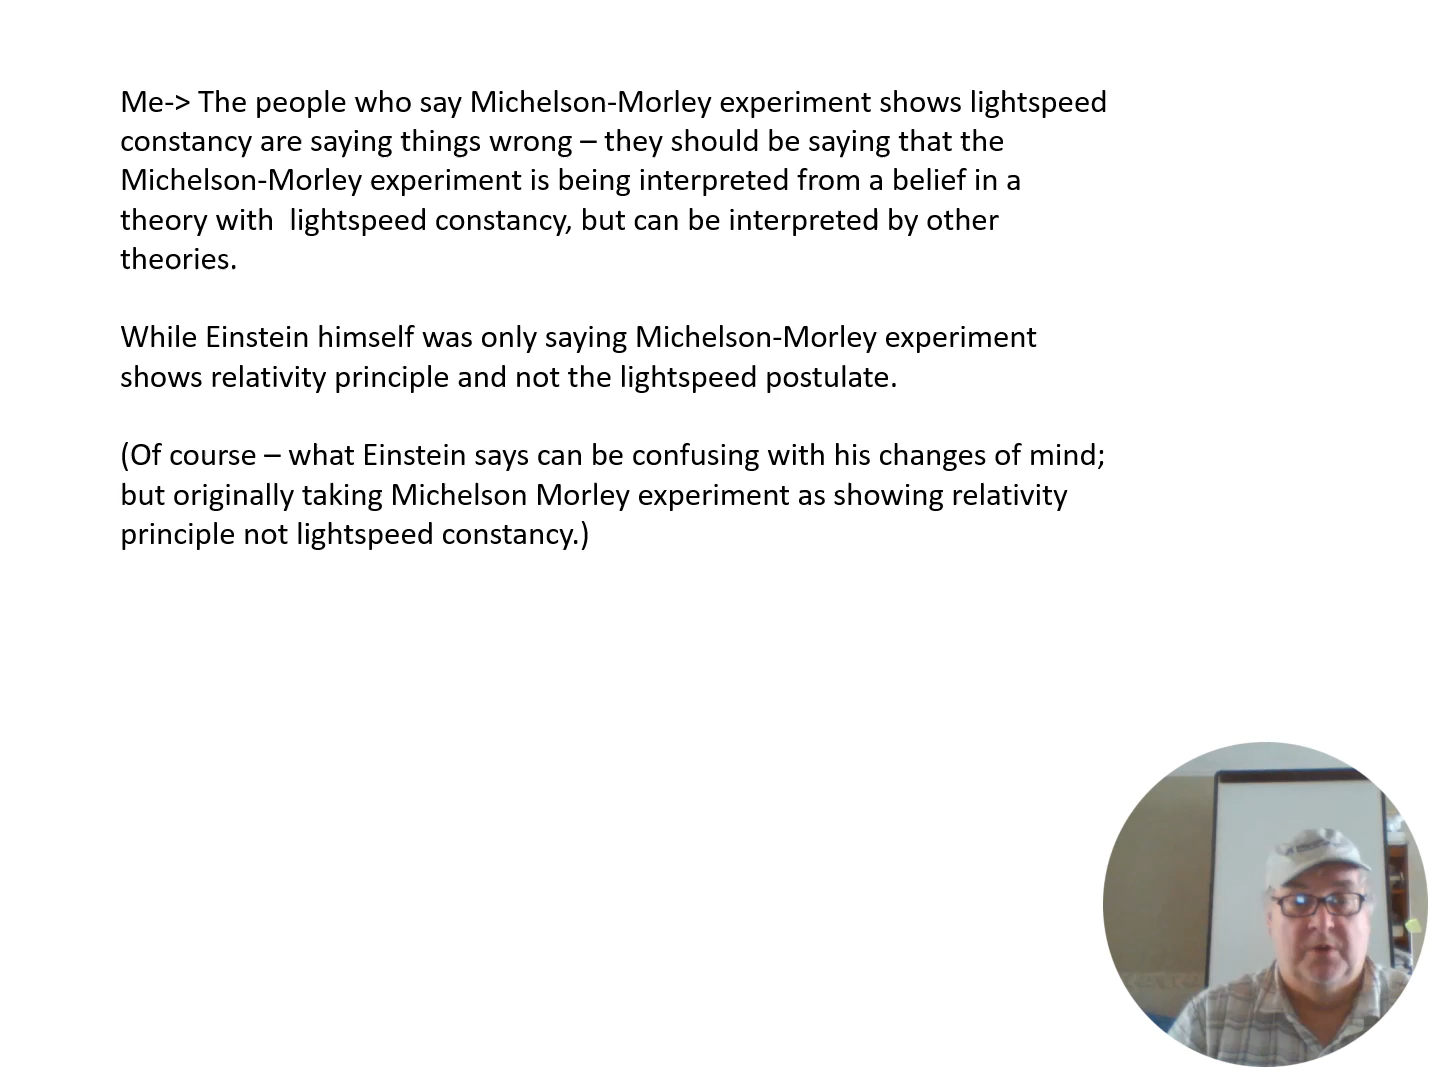 Me-> The people who say Michelson-Morley experiment shows lightspeed
constancy are saying things wrong – they should be saying that the
Michelson-Morley experiment is being interpreted from a belief in a
theory with  lightspeed constancy, but can be interpreted by other
theories.
While Einstein himself was only saying Michelson-Morley experiment
shows relativity principle and not the lightspeed postulate.
(Of course – what Einstein says can be confusing with his changes of mind;
but originally taking Michelson Morley experiment as showing relativity
principle not lightspeed constancy.)